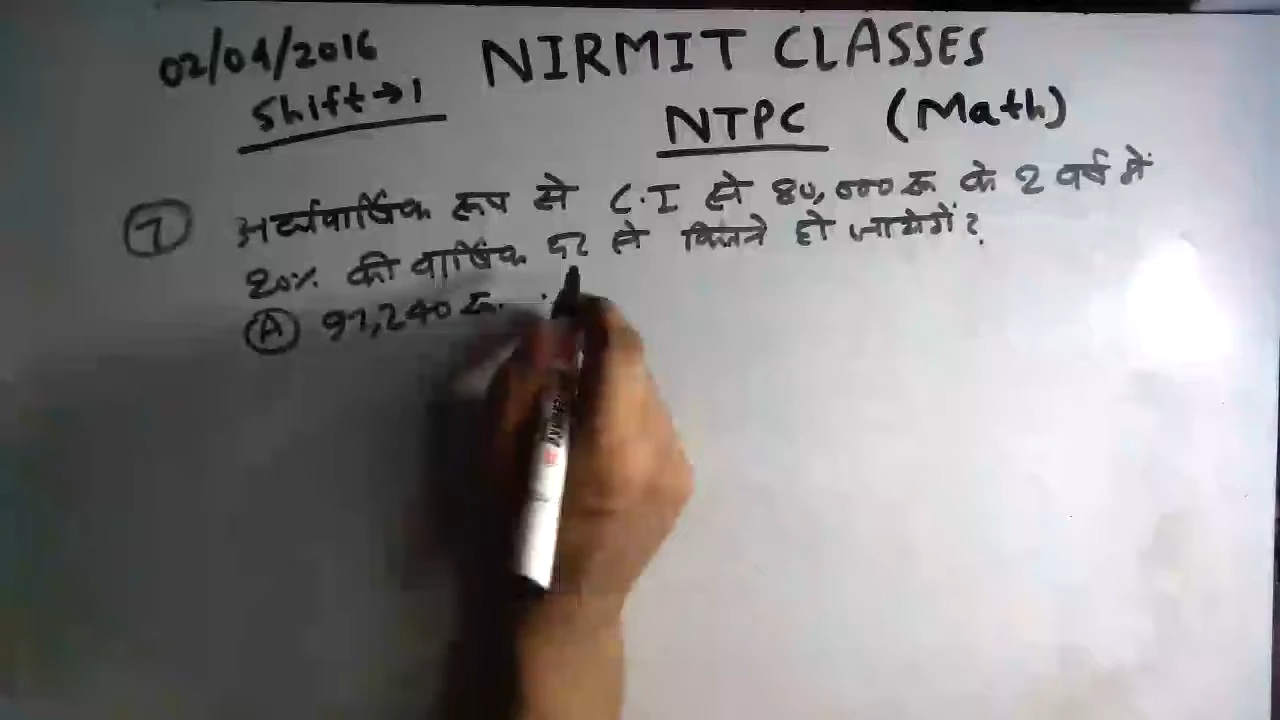 02/04/2016 NIRMIT CLASSES
Shift→1 NTPC (Math)
7 अर्द्धवार्षिक रूप से C.I से 80,000 रू के 2 वर्ष में
20% की वार्षिक दर से कितने हो जायेगें?
(A) 97,240 रू.